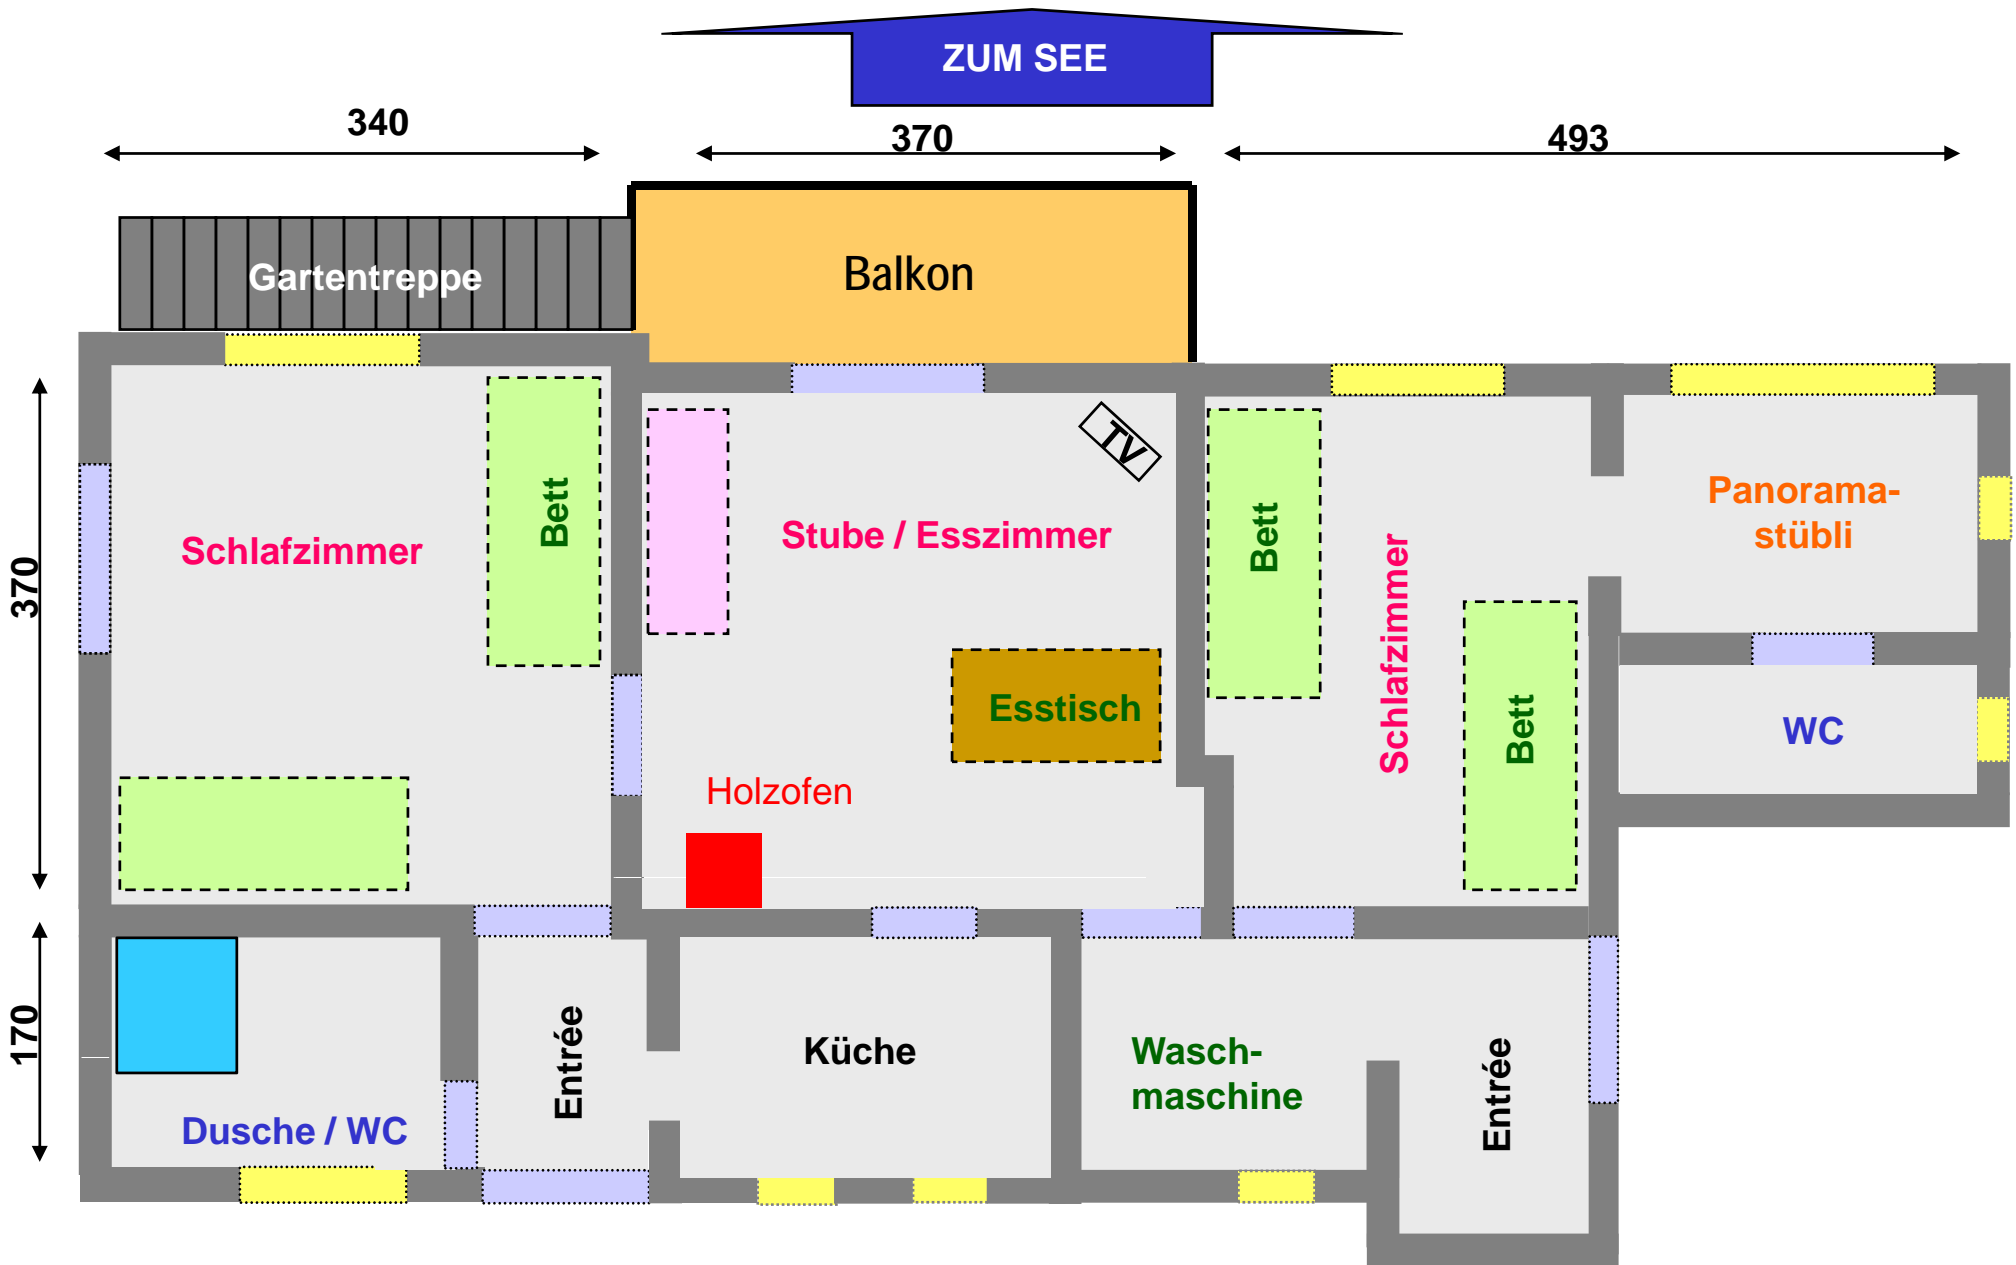 ZUM SEE
340
370
493
Balkon
Gartentreppe
TV
Bett
Schlafzimmer
Stube / Esszimmer
Bett
Schlafzimmer
Panorama-
stübli
370
Esstisch
Bett
WC
Holzofen
170
Entrée
Küche
Wasch-
maschine
Entrée
Dusche / WC